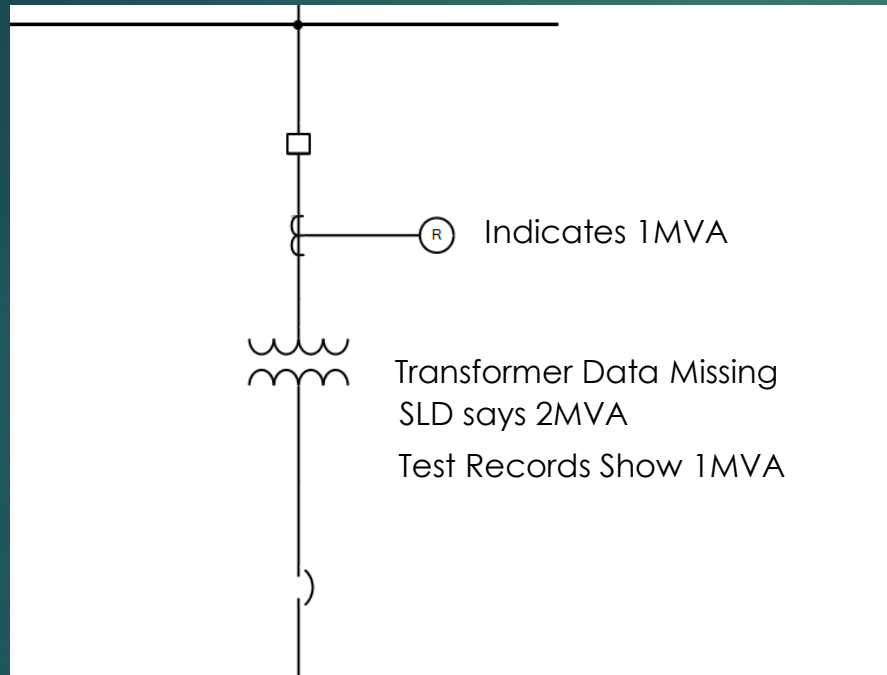 R
Indicates 1MVA
Transformer Data Missing
SLD says 2MVA
Test Records Show 1MVA